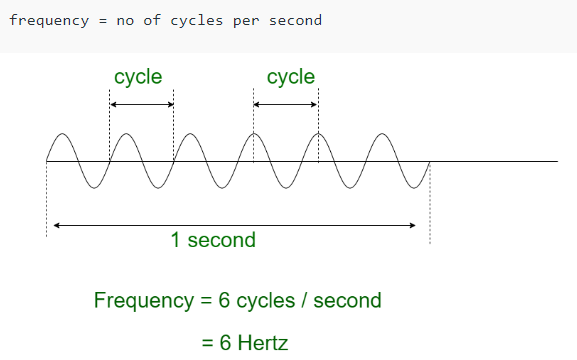 frequency = no of cycles per second
cycle cycle
1 second
Frequency = 6 cycles / second
= 6 Hertz